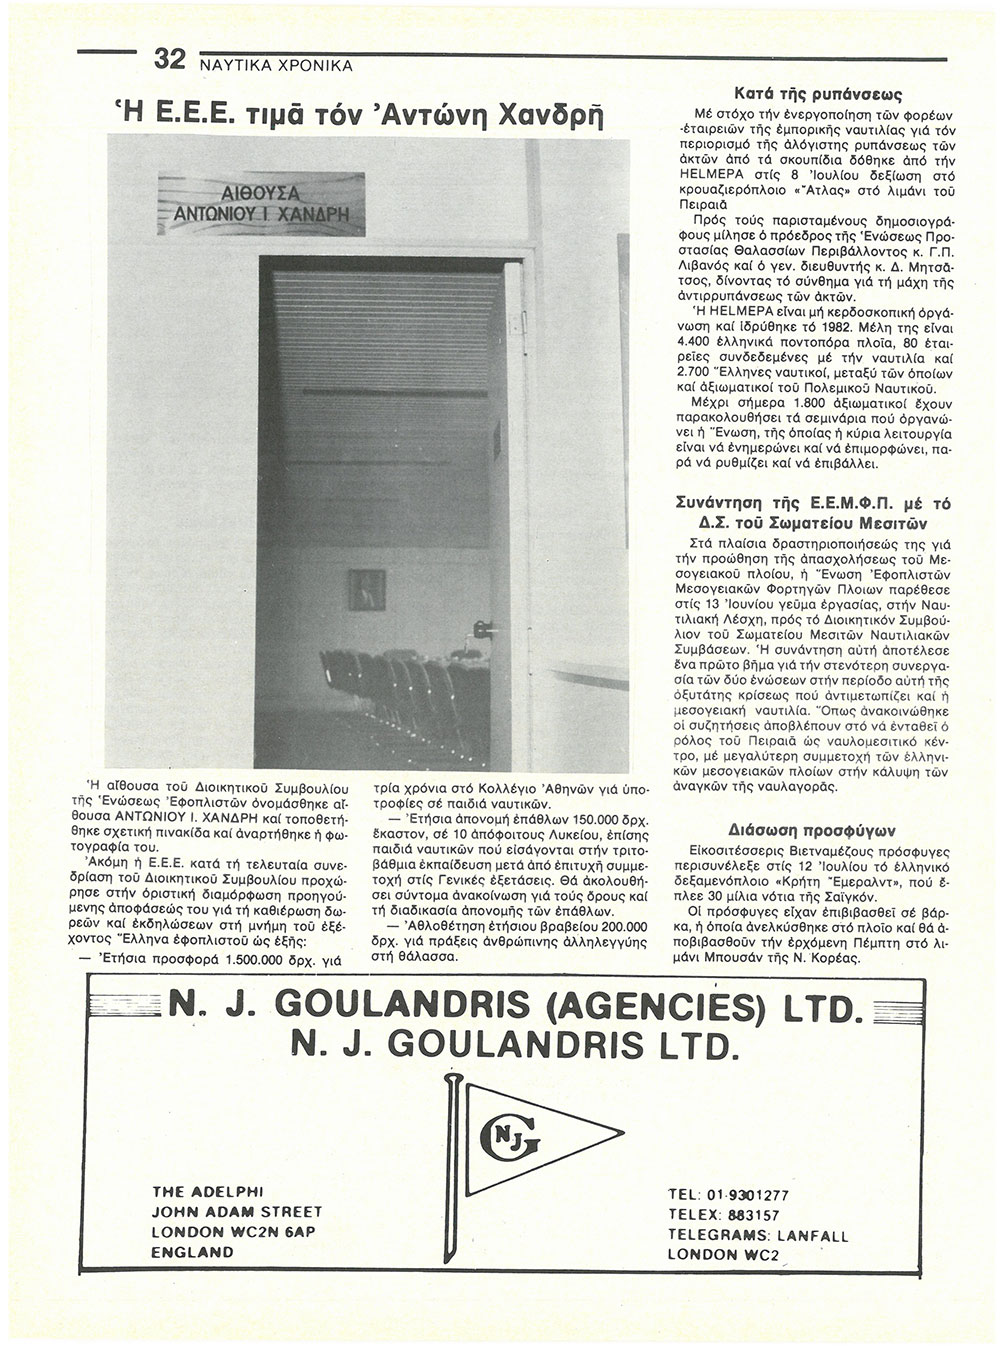 32 ΝΑΥΤΙΚΑ ΧΡΟΝΙΚΑ
Ἡ Ε.Ε.Ε. τιμᾶ τόν Ἀντώνη Χανδρῆ
ΑΙΘΟΥΣΑ
ΑΝΤΩΝΙΟΥ Ι. ΧΑΝΔΡΗ
Ἡ αἴθουσα τοῦ Διοικητικοῦ Συμβουλίου
τῆς Ἑνώσεως Ἐφοπλιστῶν ὀνομάσθηκε αἴ-
θουσα ΑΝΤΩΝΙΟΥ Ι. ΧΑΝΔΡΗ καί τοποθετή-
θηκε σχετική πινακίδα καί ἀναρτήθηκε ἡ φω-
τογραφία του.
Ἀκόμη ἡ Ε.Ε.Ε. κατά τή τελευταία συνε-
δρίαση τοῦ Διοικητικοῦ Συμβουλίου προχώ-
ρησε στήν ὁριστική διαμόρφωση προηγού-
μενης ἀποφάσεώς του γιά τή καθιέρωση δω-
ρεῶν καί ἐκδηλώσεων στή μνήμη τοῦ ἐξέ-
χοντος Ἕλληνα ἐφοπλιστοῦ ὡς ἑξῆς:
— Ἐτήσια προσφορά 1.500.000 δρχ. γιά
τρία χρόνια στό Κολλέγιο Ἀθηνῶν γιά ὑπο-
τροφίες σέ παιδιά ναυτικῶν.
— Ἐτήσια ἀπονομή ἐπάθλων 150.000 δρχ.
ἕκαστον, σέ 10 ἀπόφοιτους Λυκείου, ἐπίσης
παιδιά ναυτικῶν πού εἰσάγονται στήν τριτο-
βάθμια ἐκπαίδευση μετά ἀπό ἐπιτυχῆ συμμε-
τοχή στίς Γενικές ἐξετάσεις. Θά ἀκολουθή-
σει σύντομα ἀνακοίνωση γιά τούς ὅρους καί
τή διαδικασία ἀπονομῆς τῶν ἐπάθλων.
— Ἀθλοθέτηση ἐτήσιου βραβείου 200.000
δρχ. γιά πράξεις ἀνθρώπινης ἀλληλεγγύης
στή θάλασσα.
Κατά τῆς ρυπάνσεως
Μέ στόχο τήν ἐνεργοποίηση τῶν φορέων
-ἑταιρειῶν τῆς ἐμπορικῆς ναυτιλίας γιά τόν
περιορισμό τῆς ἀλόγιστης ρυπάνσεως τῶν
ἀκτῶν ἀπό τά σκουπίδια δόθηκε ἀπό τήν
HELMEPA στίς 8 Ἰουλίου δεξίωση στό
κρουαζιερόπλοιο «Ἄτλας» στό λιμάνι τοῦ
Πειραιᾶ
Πρός τούς παρισταμένους δημοσιογρά-
φους μίλησε ὁ πρόεδρος τῆς Ἑνώσεως Προ-
στασίας Θαλασσίων Περιβάλλοντος κ. Γ.Π.
Λιβανός καί ὁ γεν. διευθυντής κ. Δ. Μητσᾶ-
τσος, δίνοντας τό σύνθημα γιά τή μάχη τῆς
ἀντιρρυπάνσεως τῶν ἀκτῶν.
Ἡ HELMEPA εἶναι μή κερδοσκοπική ὀργά-
νωση καί ἱδρύθηκε τό 1982. Μέλη της εἶναι
4.400 ἑλληνικά ποντοπόρα πλοῖα, 80 ἑται-
ρεῖες συνδεδεμένες μέ τήν ναυτιλία καί
2.700 Ἕλληνες ναυτικοί, μεταξύ τῶν ὁποίων
καί ἀξιωματικοί τοῦ Πολεμικοῦ Ναυτικοῦ.
Μέχρι σήμερα 1.800 ἀξιωματικοί ἔχουν
παρακολουθήσει τά σεμινάρια πού ὀργανώ-
νει ἡ Ἕνωση, τῆς ὁποίας ἡ κύρια λειτουργία
εἶναι νά ἐνημερώνει καί νά ἐπιμορφώνει, πα-
ρά νά ρυθμίζει καί νά ἐπιβάλλει.
Συνάντηση τῆς Ε.Ε.Μ.Φ.Π. μέ τό
Δ.Σ. τοῦ Σωματείου Μεσιτῶν
Στά πλαίσια δραστηριοποιήσεώς της γιά
τήν προώθηση τῆς ἀπασχολήσεως τοῦ Με-
σογειακοῦ πλοίου, ἡ Ἕνωση Ἐφοπλιστῶν
Μεσογειακῶν Φορτηγῶν Πλοιων παρέθεσε
στίς 13 Ἰουνίου γεῦμα ἐργασίας, στήν Ναυ-
τιλιακή Λέσχη, πρός τό Διοικητικόν Συμβού-
λιον τοῦ Σωματείου Μεσιτῶν Ναυτιλιακῶν
Συμβάσεων. Ἡ συνάντηση αὐτή ἀποτέλεσε
ἕνα πρῶτο βῆμα γιά τήν στενότερη συνεργα-
σία τῶν δύο ἑνώσεων στήν περίοδο αὐτή τῆς
ὀξυτάτης κρίσεως πού ἀντιμετωπίζει καί ἡ
μεσογειακή ναυτιλία. Ὅπως ἀνακοινώθηκε
οἱ συζητήσεις ἀποβλέπουν στό νά ἐνταθεῖ ὁ
ρόλος τοῦ Πειραιᾶ ὡς ναυλομεσιτικό κέν-
τρο, μέ μεγαλύτερη συμμετοχή τῶν ἑλληνι-
κῶν μεσογειακῶν πλοίων στήν κάλυψη τῶν
ἀναγκῶν τῆς ναυλαγορᾶς.
Διάσωση προσφύγων
Εἰκοσιτέσσερις Βιετναμέζους πρόσφυγες
περισυνέλεξε στίς 12 Ἰουλίου τό ἑλληνικό
δεξαμενόπλοιο «Κρήτη Ἔμεραλντ», πού ἔ-
πλεε 30 μίλια νότια τῆς Σαϊγκόν.
Οἱ πρόσφυγες εἶχαν ἐπιβιβασθεῖ σέ βάρ-
κα, ἡ ὁποία ἀνελκύσθηκε στό πλοῖο καί θά ἀ-
ποβιβασθοῦν τήν ἐρχόμενη Πέμπτη στό λι-
μάνι Μπουσάν τῆς Ν. Κορέας.
N. J. GOULANDRIS (AGENCIES) LTD.
N. J. GOULANDRIS LTD.
NJG
THE ADELPHI
JOHN ADAM STREET
LONDON WC2N 6AP
ENGLAND
TEL: 01-9301277
TELEX: 883157
TELEGRAMS: LANFALL
LONDON WC2